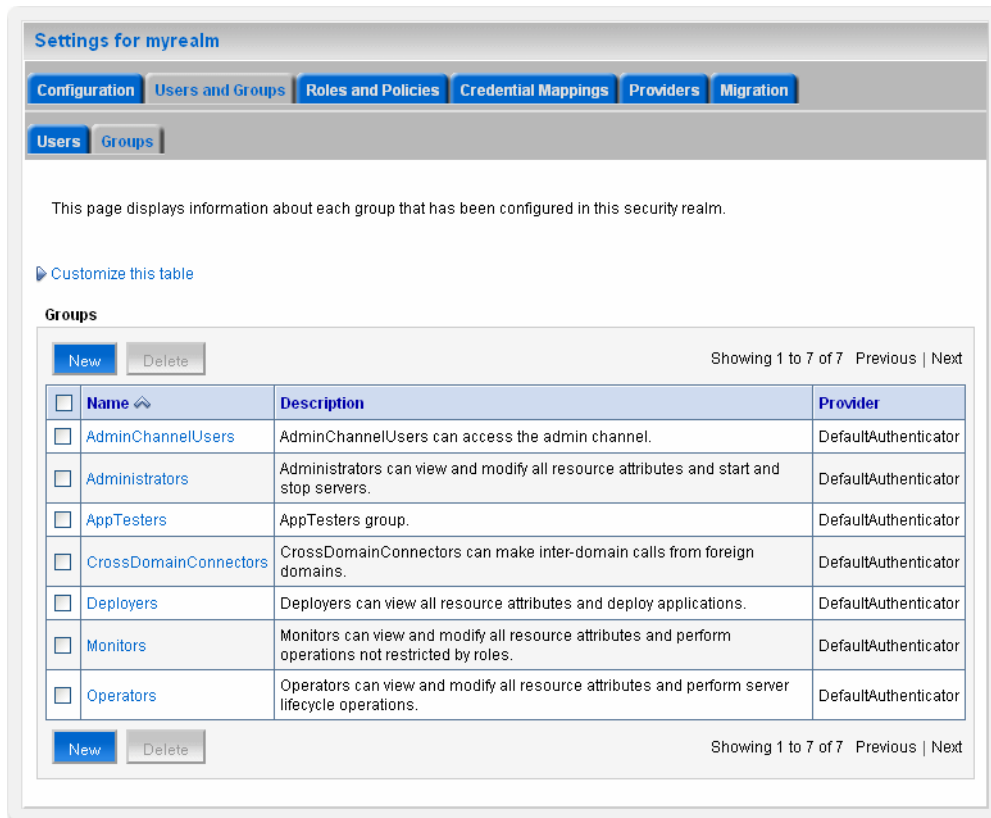 Settings for myrealm
Configuration Users and Groups Roles and Policies Credential Mappings Providers Migration
Users Groups
This page displays information about each group that has been configured in this security realm.
Customize this table
Groups
New Delete Showing 1 to 7 of 7 Previous | Next
Name Description Provider
AdminChannelUsers AdminChannelUsers can access the admin channel. DefaultAuthenticator
Administrators Administrators can view and modify all resource attributes and start and stop servers. DefaultAuthenticator
AppTesters AppTesters group. DefaultAuthenticator
CrossDomainConnectors CrossDomainConnectors can make inter-domain calls from foreign domains. DefaultAuthenticator
Deployers Deployers can view all resource attributes and deploy applications. DefaultAuthenticator
Monitors Monitors can view and modify all resource attributes and perform operations not restricted by roles. DefaultAuthenticator
Operators Operators can view and modify all resource attributes and perform server lifecycle operations. DefaultAuthenticator
New Delete Showing 1 to 7 of 7 Previous | Next